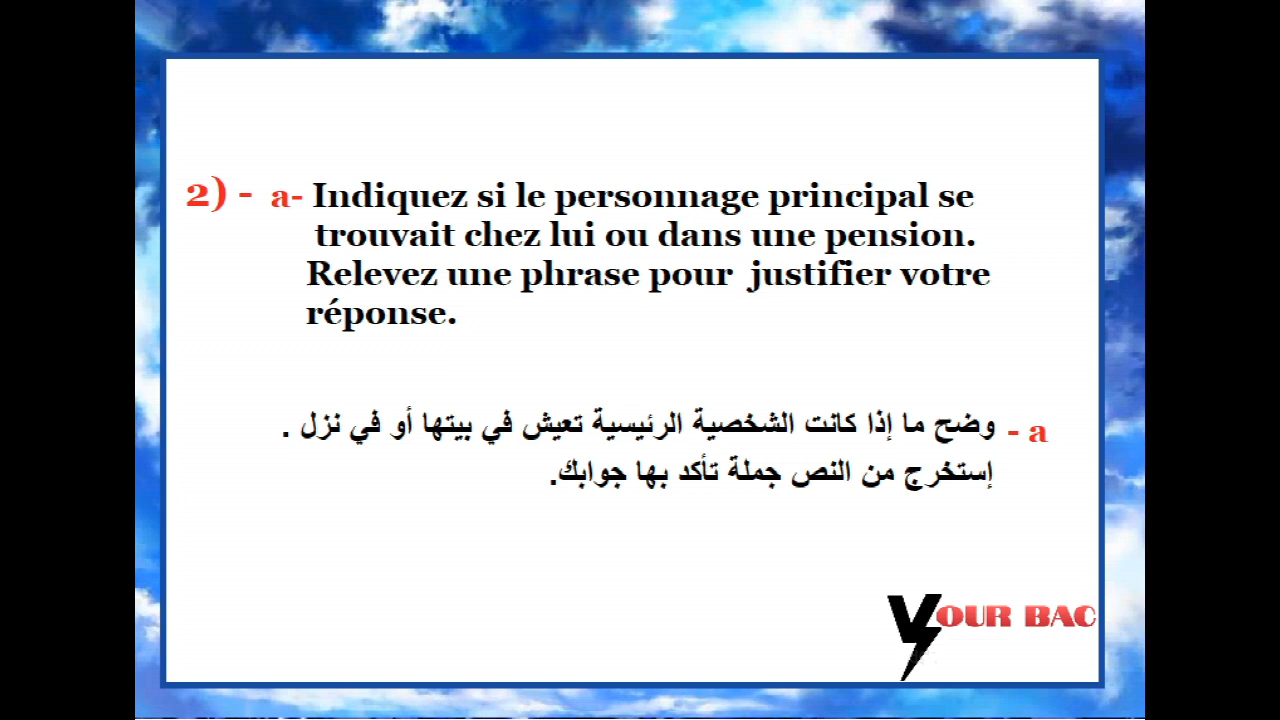 2) - a- Indiquez si le personnage principal se
trouvait chez lui ou dans une pension.
Relevez une phrase pour justifier votre
réponse.
a - وضح ما إذا كانت الشخصية الرئيسية تعيش في بيتها أو في نزل .
إستخرج من النص جملة تأكد بها جوابك.
YOUR BAC